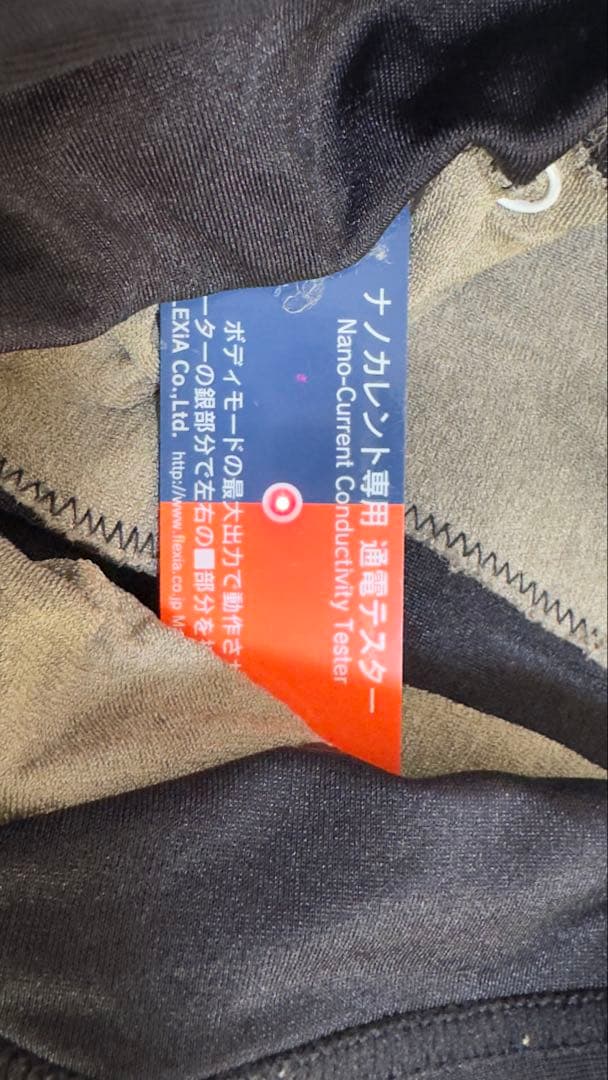 ナノカレント専用 通電テスター
Nano-Current Conductivity Tester
ボディモードの最大出力で動作さ
ーターの銀部分で左右の■部分を
LEXiA Co.,Ltd. http://www.flexia.co.jp M